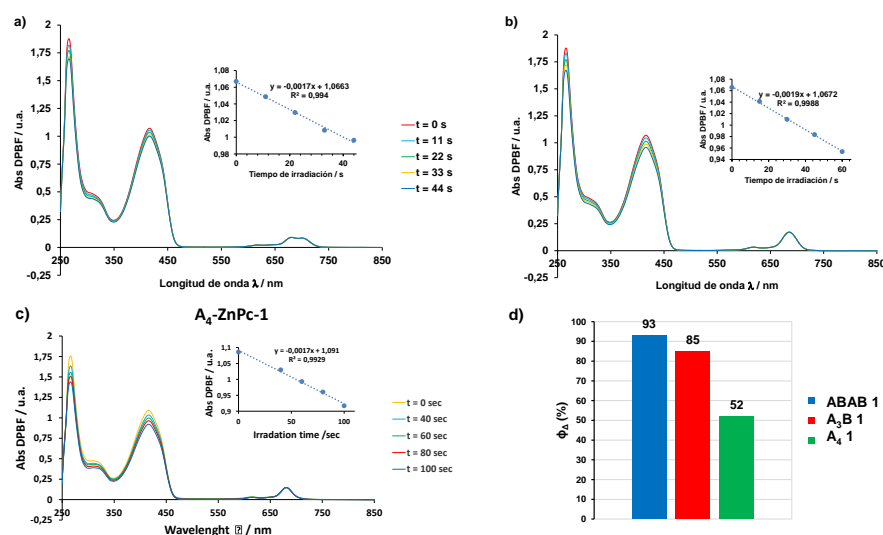 a)
Abs DPBF / u.a.
2
1,75
1,5
1,25
1
0,75
0,5
0,25
0
-0,25
250 350 450 550 650 750 850
Longitud de onda λ / nm
Abs DPBF / u.a.
1,08
1,06
1,04
1,02
1
0,98
0 20 40
y = -0,0017x + 1,0663
R² = 0,994
Tiempo de irradiación / s
t = 0 s
t = 11 s
t = 22 s
t = 33 s
t = 44 s
b)
Abs DPBF / u.a.
2
1,75
1,5
1,25
1
0,75
0,5
0,25
0
-0,25
250 350 450 550 650 750 850
Longitud de onda λ / nm
Abs DPBF / u.a.
1,08
1,06
1,04
1,02
1
0,98
0,96
0,94
0 20 40 60
y = -0,0019x + 1,0672
R² = 0,9988
Tiempo de irradiación / s
c)
A₄-ZnPc-1
Abs DPBF / u.a.
2
1,75
1,5
1,25
1
0,75
0,5
0,25
0
-0,25
250 350 450 550 650 750 850
Wavelenght / nm
Abs DPBF / u.a.
1,1
1,05
1
0,95
0,9
0 50 100
y = -0,0017x + 1,091
R² = 0,9929
Irradation time /sec
t = 0 sec
t = 40 sec
t = 60 sec
t = 80 sec
t = 100 sec
d)
ϕΔ (%)
100
90
80
70
60
50
40
30
20
10
0
93
85
52
ABAB 1
A₃B 1
A₄ 1